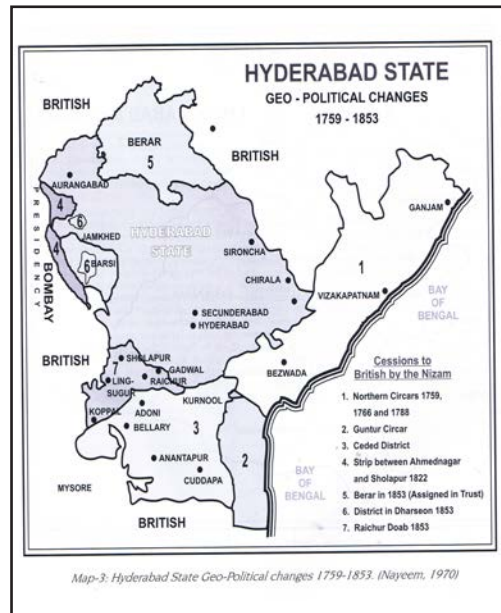 HYDERABAD STATE
GEO - POLITICAL CHANGES
1759 - 1853
BRITISH
BERAR
5
BRITISH
AURANGABAD
GANJAM
4
6
JAMKHED
HYDERABAD
STATE
PRESIDENCY
BOMBAY
4
6
BARSI
SIRONCHA
1
CHIRALA
VIZAKAPATNAM
BAY
OF
BENGAL
SECUNDERABAD
HYDERABAD
BRITISH
SHOLAPUR
7
GADWAL
LING-
SUGUR
RAICHUR
BEZWADA
KOPPAL
ADONI
KURNOOL
BELLARY
3
ANANTAPUR
2
CUDDAPA
MYSORE
BRITISH
BAY
OF
BENGAL
Cessions to
British by the Nizam
1. Northern Circars 1759,
1766 and 1788
2. Guntur Circar
3. Ceded District
4. Strip between Ahmednagar
and Sholapur 1822
5. Berar in 1853 (Assigned in Trust)
6. District in Dharseon 1853
7. Raichur Doab 1853
Map-3: Hyderabad State Geo-Political changes 1759-1853. (Nayeem, 1970)